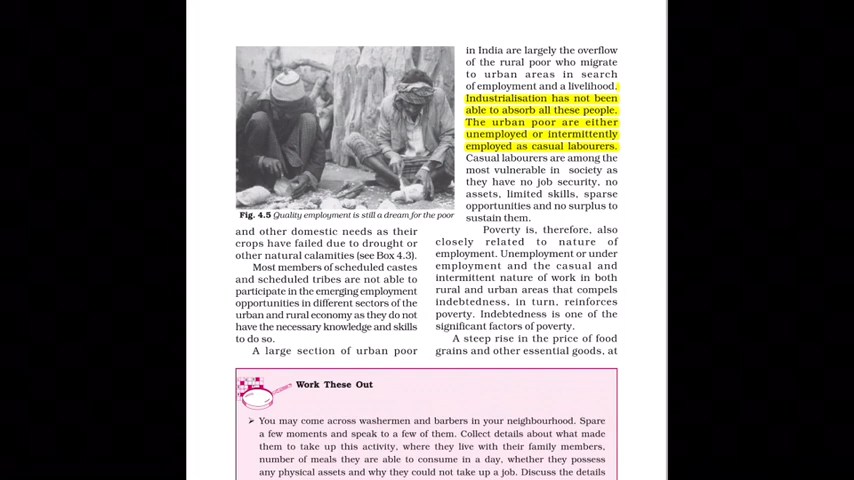 Fig. 4.5 Quality employment is still a dream for the poor
and other domestic needs as their
crops have failed due to drought or
other natural calamities (see Box 4.3).
Most members of scheduled castes
and scheduled tribes are not able to
participate in the emerging employment
opportunities in different sectors of the
urban and rural economy as they do not
have the necessary knowledge and skills
to do so.
A large section of urban poor
in India are largely the overflow
of the rural poor who migrate
to urban areas in search
of employment and a livelihood.
Industrialisation has not been
able to absorb all these people.
The urban poor are either
unemployed or intermittently
employed as casual labourers.
Casual labourers are among the
most vulnerable in society as
they have no job security, no
assets, limited skills, sparse
opportunities and no surplus to
sustain them.
Poverty is, therefore, also
closely related to nature of
employment. Unemployment or under
employment and the casual and
intermittent nature of work in both
rural and urban areas that compels
indebtedness, in turn, reinforces
poverty. Indebtedness is one of the
significant factors of poverty.
A steep rise in the price of food
grains and other essential goods, at
Work These Out
➢ You may come across washermen and barbers in your neighbourhood. Spare
a few moments and speak to a few of them. Collect details about what made
them to take up this activity, where they live with their family members,
number of meals they are able to consume in a day, whether they possess
any physical assets and why they could not take up a job. Discuss the details